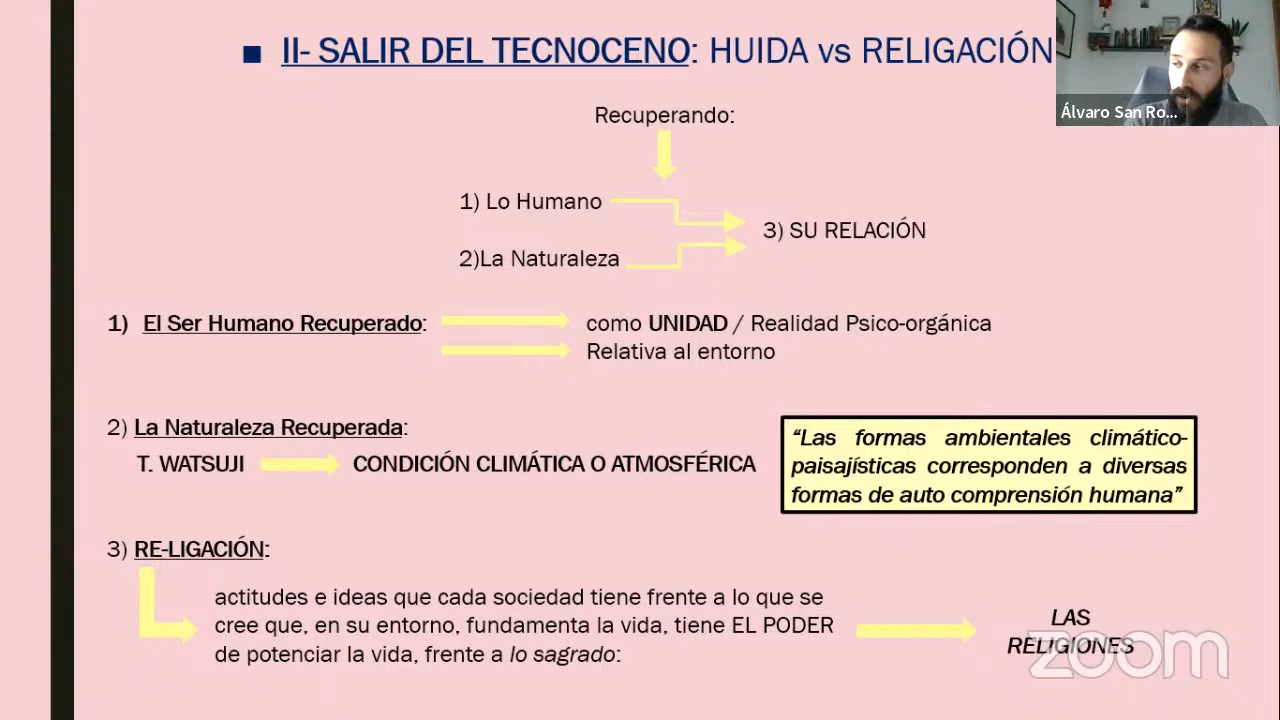 II- SALIR DEL TECNOCENO: HUIDA vs RELIGACIÓN
Álvaro San Ro...
Recuperando:
1) Lo Humano
3) SU RELACIÓN
2)La Naturaleza
1) El Ser Humano Recuperado:
como UNIDAD / Realidad Psico-orgánica
Relativa al entorno
2) La Naturaleza Recuperada:
T. WATSUJI
CONDICIÓN CLIMÁTICA O ATMOSFÉRICA
“Las formas ambientales climático-
paisajísticas corresponden a diversas
formas de auto comprensión humana”
3) RE-LIGACIÓN:
actitudes e ideas que cada sociedad tiene frente a lo que se
cree que, en su entorno, fundamenta la vida, tiene EL PODER
de potenciar la vida, frente a lo sagrado:
LAS
RELIGIONES
zoom